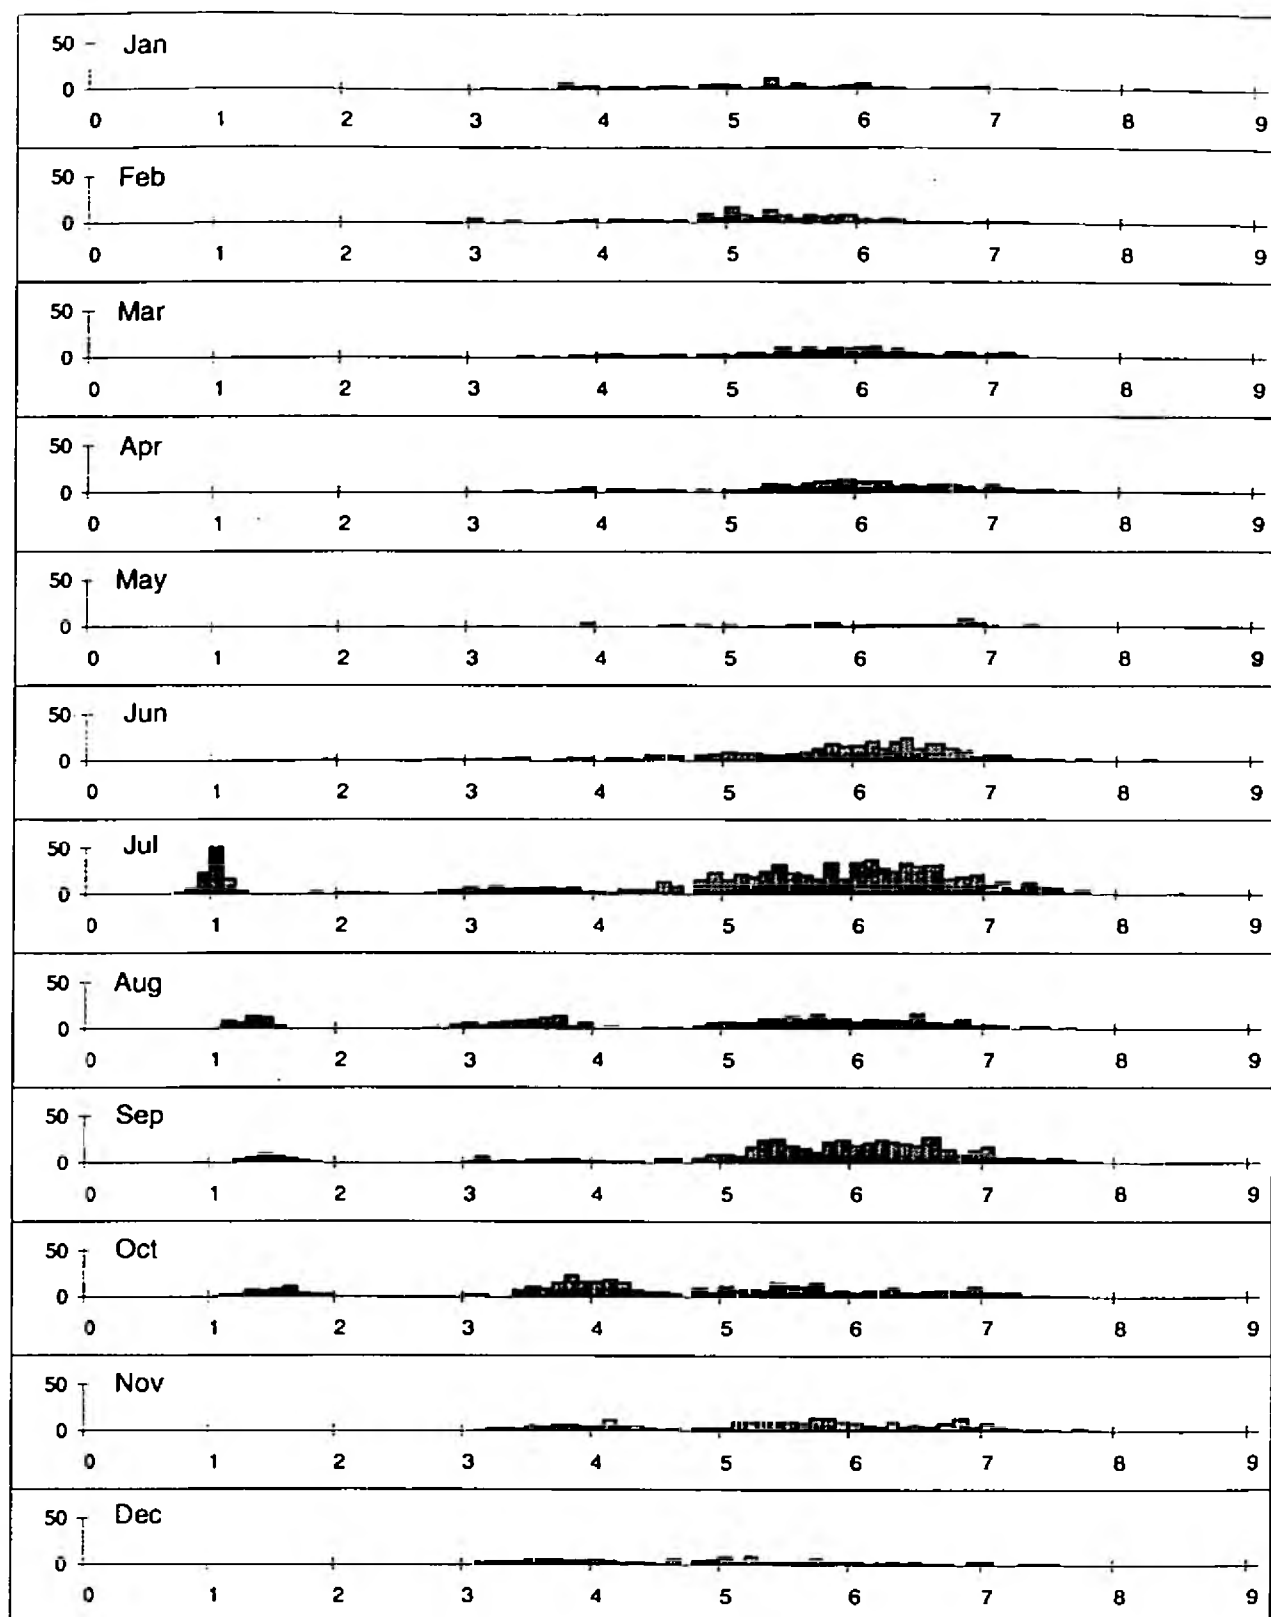 50 Jan
0
0 1 2 3 4 5 6 7 8 9
50 Feb
0
0 1 2 3 4 5 6 7 8 9
50 Mar
0
0 1 2 3 4 5 6 7 8 9
50 Apr
0
0 1 2 3 4 5 6 7 8 9
50 May
0
0 1 2 3 4 5 6 7 8 9
50 Jun
0
0 1 2 3 4 5 6 7 8 9
50 Jul
0
0 1 2 3 4 5 6 7 8 9
50 Aug
0
0 1 2 3 4 5 6 7 8 9
50 Sep
0
0 1 2 3 4 5 6 7 8 9
50 Oct
0
0 1 2 3 4 5 6 7 8 9
50 Nov
0
0 1 2 3 4 5 6 7 8 9
50 Dec
0
0 1 2 3 4 5 6 7 8 9